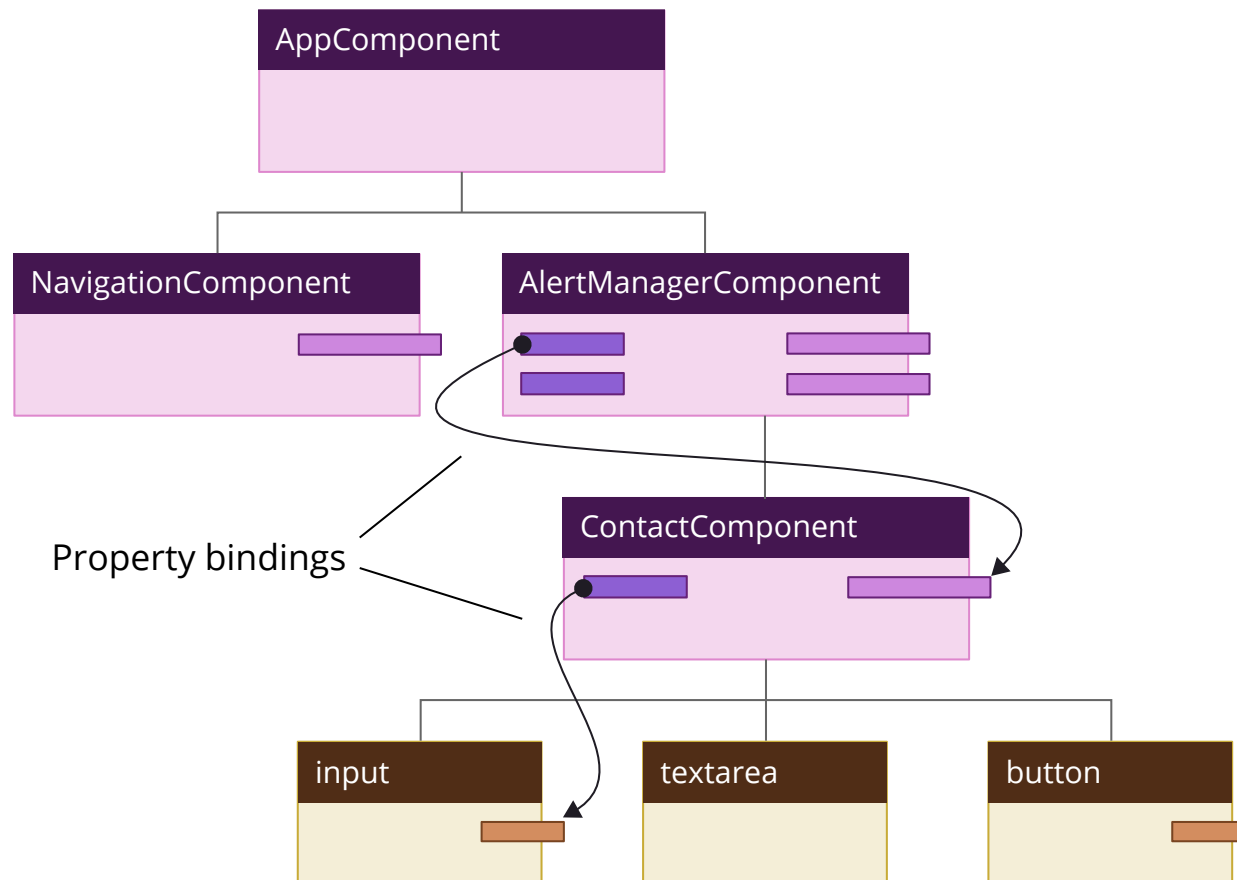 AppComponent
NavigationComponent
AlertManagerComponent
Property bindings
ContactComponent
input
textarea
button